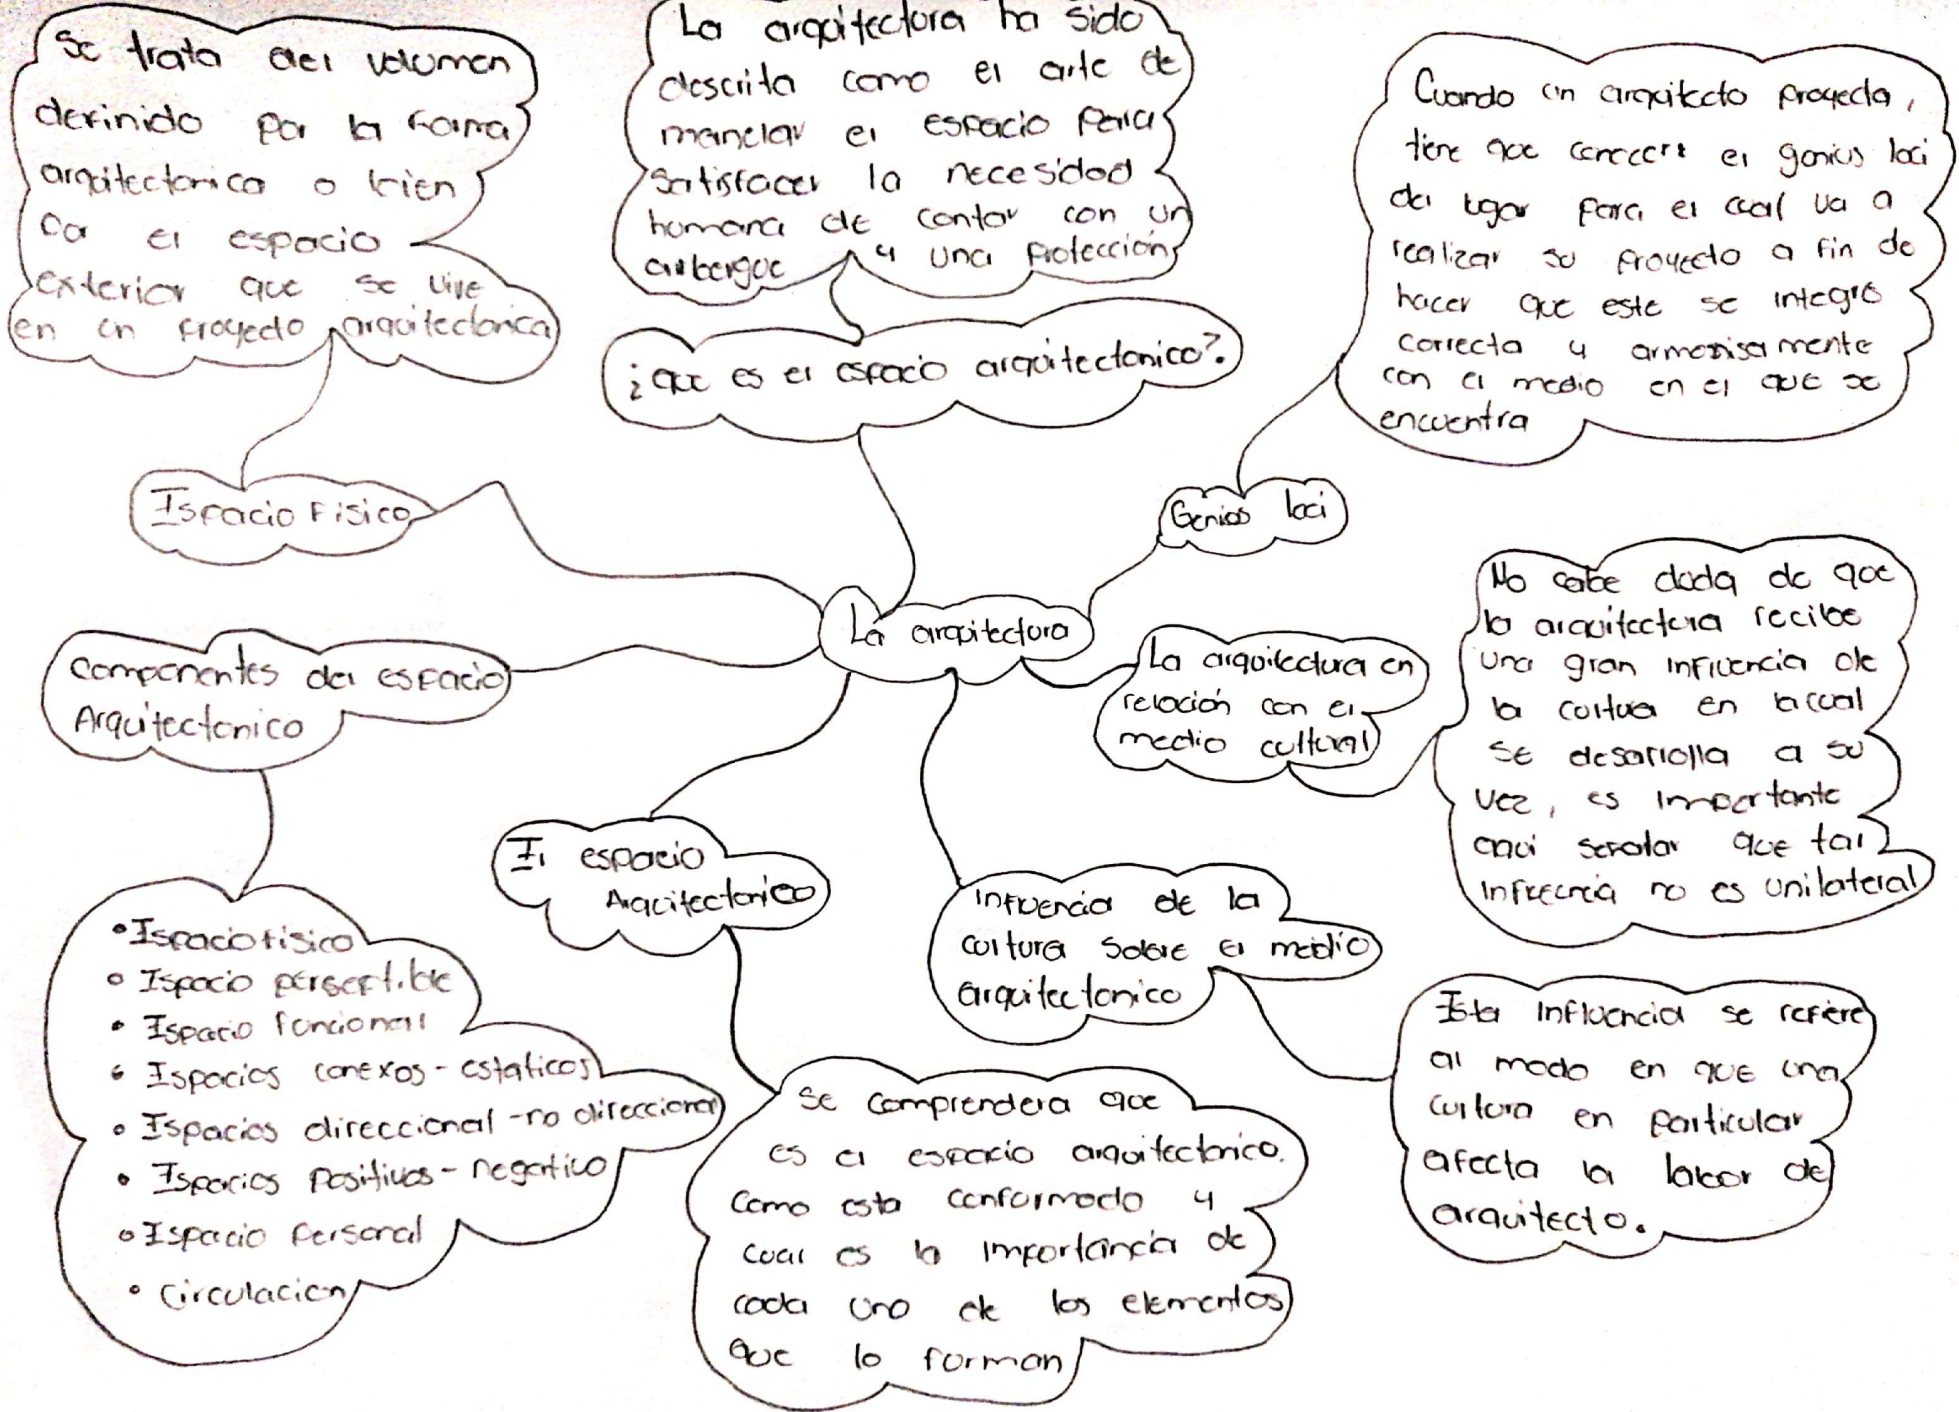 Se trata del volumen
definido por la forma
arquitectonica o bien
por el espacio
exterior que se vive
en un proyecto arquitectonica
La arquitectura ha sido
descrita como el arte de
manelar el espacio para
satisfacer la necesidad
humana de contar con un
albergue y una protección
¿que es el espacio arquitectonico?.
Cuando un arquitecto proyecta,
tiene que conocer el genius loci
del lugar para el cual va a
realizar su proyecto a fin de
hacer que este se integre
correcta y armonisamente
con el medio en el que se
encuentra
Espacio Fisico
Genios loci
La arquitectura
Componentes del espacio
Arquitectonico
La arquitectura en
relación con el
medio cultural
No cabe duda de que
la arquitectura recibe
una gran influencia de
la cultura en la cual
se desarrolla a su
vez, es importante
aqui señalar que tal
influencia no es unilateral
El espacio
Arquitectonico
Influencia de la
cultura sobre el medio
arquitectonico
• Espacio fisico
• Espacio perseptible
• Espacio funcional
• Espacios conexos - estaticos
• Espacios direccional - no direccional
• Espacios positivos - negativo
• Espacio personal
• Circulacion
Se comprendera que
es el espacio arquitectonico.
Como esta conformado y
cual es la importancia de
cada uno de los elementos
que lo forman
Esta influencia se refiere
al modo en que una
cultura en particular
afecta la labor de
arquitecto.